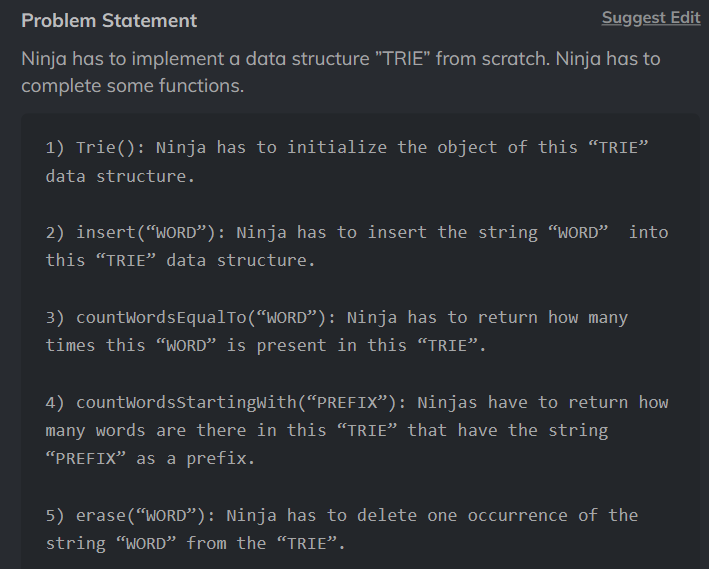 Problem Statement
Suggest Edit
Ninja has to implement a data structure ”TRIE” from scratch. Ninja has to
complete some functions.
1) Trie(): Ninja has to initialize the object of this “TRIE”
data structure.
2) insert(“WORD”): Ninja has to insert the string “WORD”  into
this “TRIE” data structure.
3) countWordsEqualTo(“WORD”): Ninja has to return how many
times this “WORD” is present in this “TRIE”.
4) countWordsStartingWith(“PREFIX”): Ninjas have to return how
many words are there in this “TRIE” that have the string
“PREFIX” as a prefix.
5) erase(“WORD”): Ninja has to delete one occurrence of the
string “WORD” from the “TRIE”.